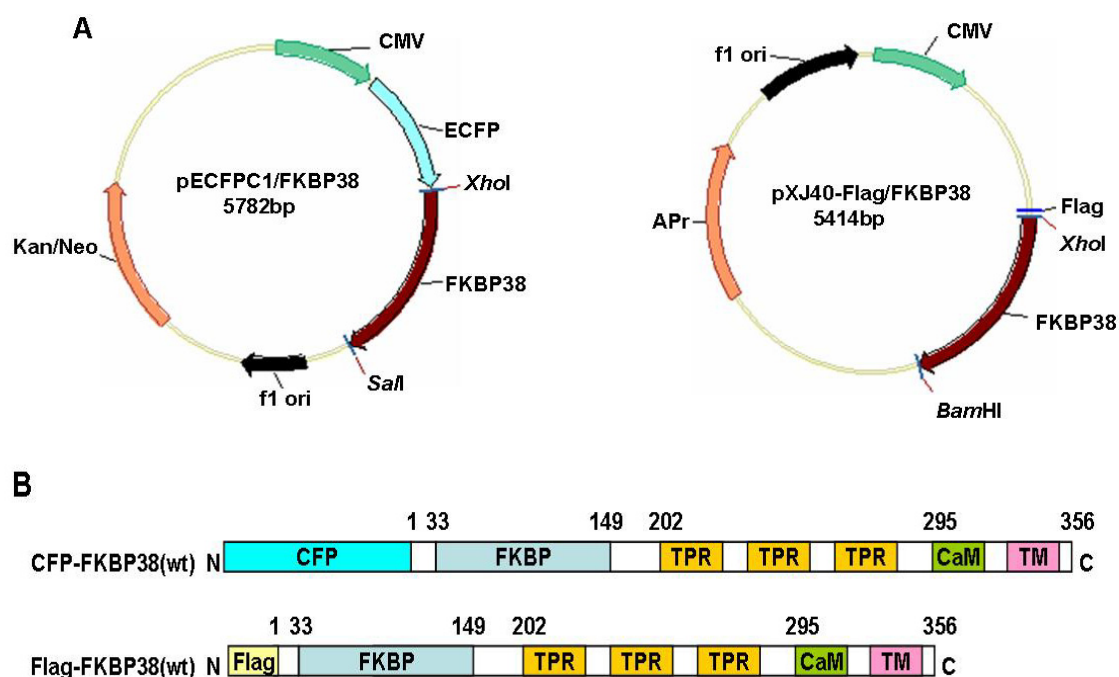 A
CMV
ECFP
XhoI
pECFPC1/FKBP38
5782bp
Kan/Neo
FKBP38
SalI
f1 ori
f1 ori
CMV
pXJ40-Flag/FKBP38
5414bp
Flag
XhoI
APr
FKBP38
BamHI
B
1 33 149 202 295 356
CFP-FKBP38(wt) N CFP FKBP TPR TPR TPR CaM TM C
1 33 149 202 295 356
Flag-FKBP38(wt) N Flag FKBP TPR TPR TPR CaM TM C